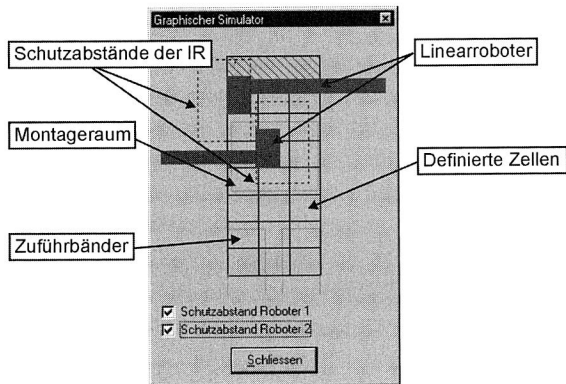 Graphischer Simulator
Schutzabstände der IR
Linearroboter
Montageraum
Definierte Zellen
Zuführbänder
Schutzabstand Roboter 1
Schutzabstand Roboter 2
Schliessen